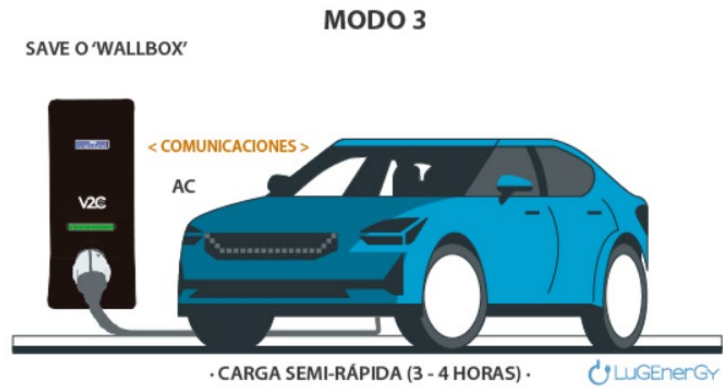 MODO 3
SAVE O 'WALLBOX'
< COMUNICACIONES >
AC
V2C
· CARGA SEMI-RÁPIDA (3 - 4 HORAS) ·
LUGEnerGy